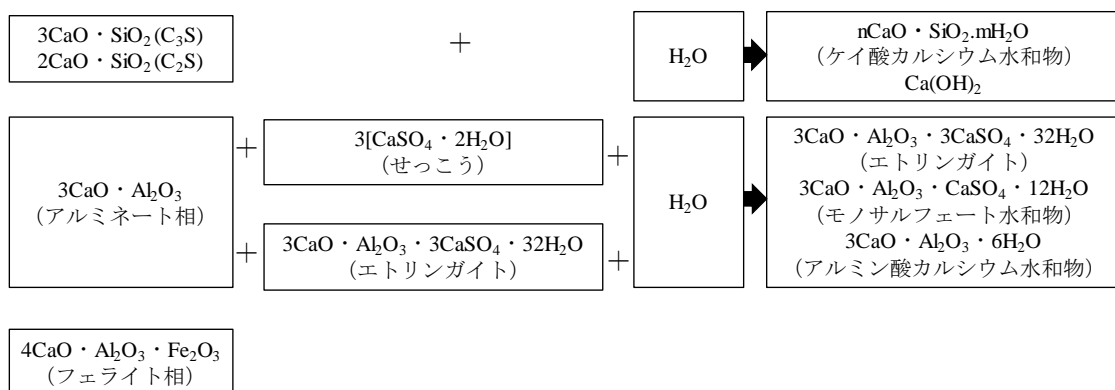 3CaO・SiO₂(C₃S)
2CaO・SiO₂(C₂S)
+
H₂O
nCaO・SiO₂.mH₂O
（ケイ酸カルシウム水和物）
Ca(OH)₂
3CaO・Al₂O₃
（アルミネート相）
+
3[CaSO₄・2H₂O]
（せっこう）
+
+
3CaO・Al₂O₃・3CaSO₄・32H₂O
（エトリンガイト）
+
H₂O
3CaO・Al₂O₃・3CaSO₄・32H₂O
（エトリンガイト）
3CaO・Al₂O₃・CaSO₄・12H₂O
（モノサルフェート水和物）
3CaO・Al₂O₃・6H₂O
（アルミン酸カルシウム水和物）
4CaO・Al₂O₃・Fe₂O₃
（フェライト相）